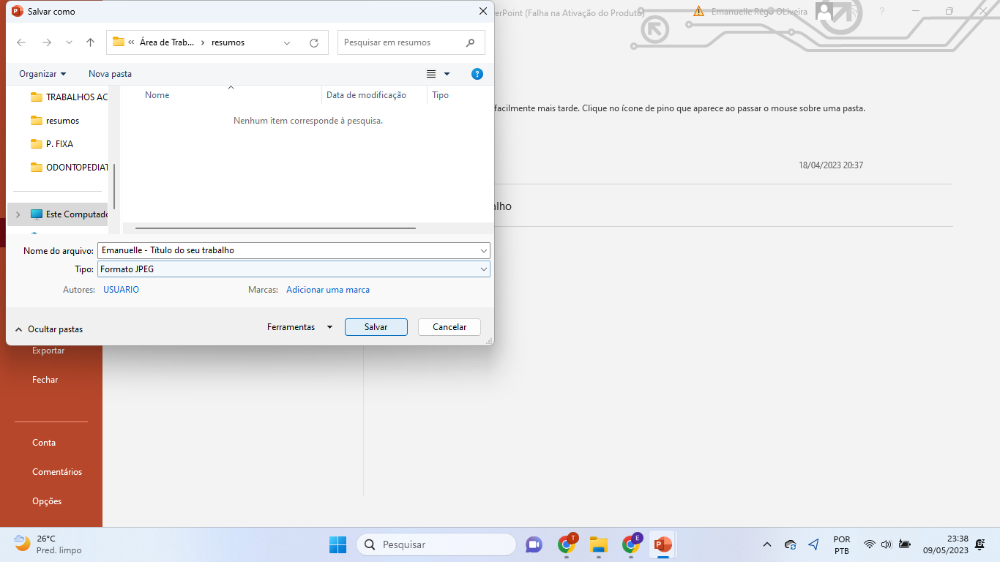 Salvar como
erPoint (Falha na Ativação do Produto)
Emanuelle Rêgo OLiveira
?
« Área de Trab... > resumos
Pesquisar em resumos
Organizar
Nova pasta
?
Nome
Data de modificação
Tipo
Nenhum item corresponde à pesquisa.
TRABALHOS AC
resumos
P. FIXA
ODONTOPEDIAT
Este Computado
facilmente mais tarde. Clique no ícone de pino que aparece ao passar o mouse sobre uma pasta.
18/04/2023 20:37
alho
Nome do arquivo: Emanuelle - Título do seu trabalho
Tipo: Formato JPEG
Autores: USUARIO
Marcas: Adicionar uma marca
Ocultar pastas
Ferramentas
Salvar
Cancelar
Exportar
Fechar
Conta
Comentários
Opções
26°C
Pred. limpo
Pesquisar
T
E
P
POR
PTB
23:38
09/05/2023